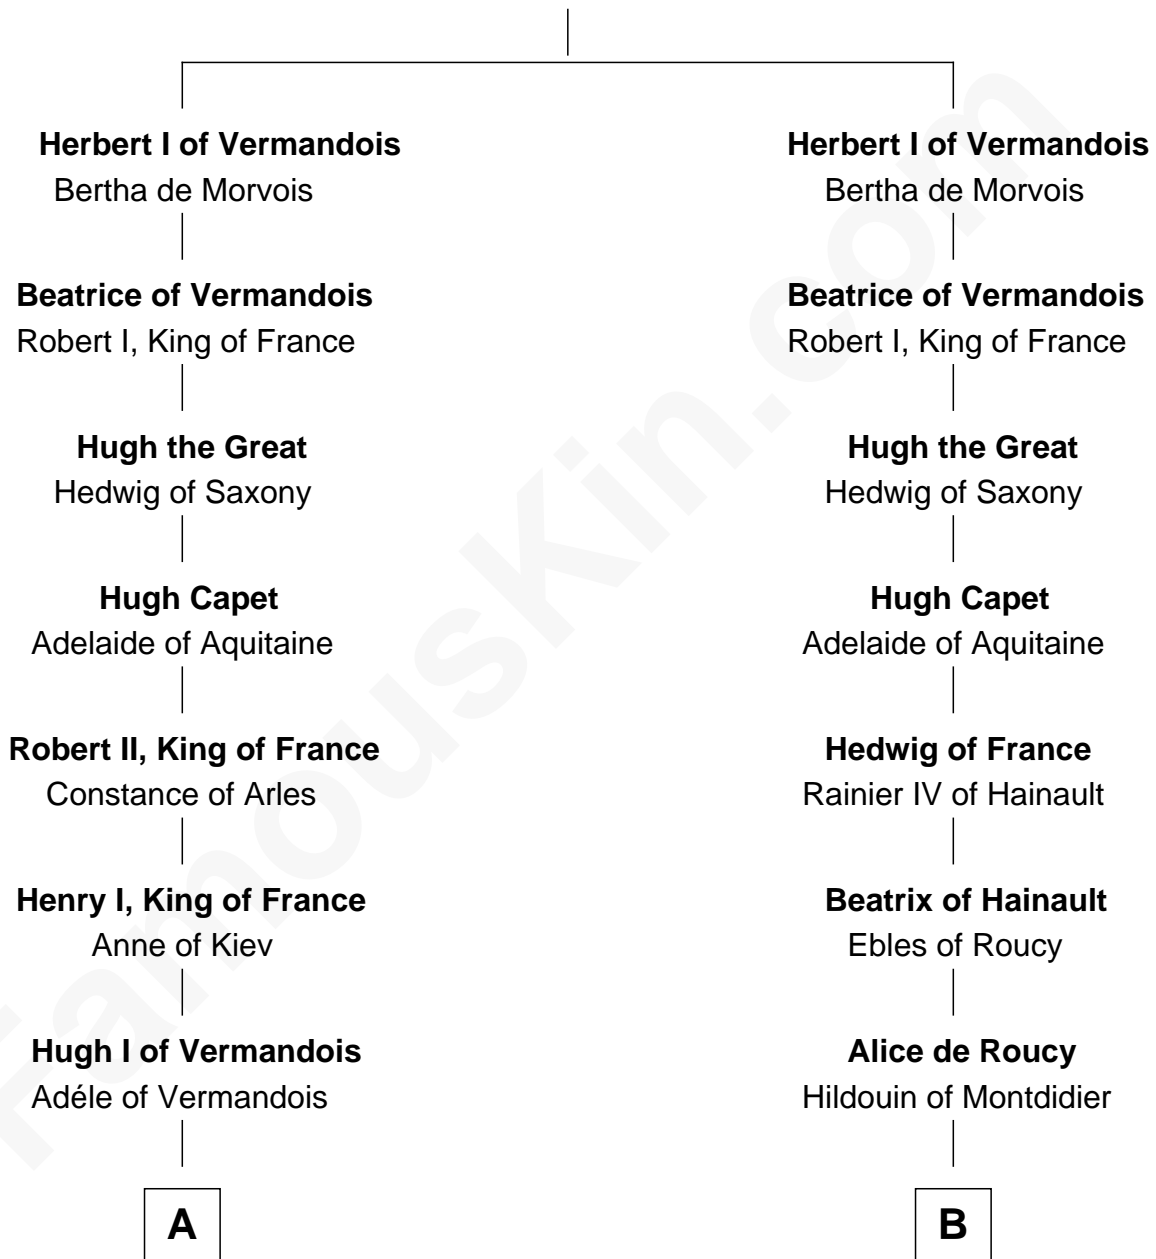 Herbert I of Vermandois
Bertha de Morvois
Beatrice of Vermandois
Robert I, King of France
Hugh the Great
Hedwig of Saxony
Hugh Capet
Adelaide of Aquitaine
Robert II, King of France
Constance of Arles
Henry I, King of France
Anne of Kiev
Hugh I of Vermandois
Adéle of Vermandois
A
Herbert I of Vermandois
Bertha de Morvois
Beatrice of Vermandois
Robert I, King of France
Hugh the Great
Hedwig of Saxony
Hugh Capet
Adelaide of Aquitaine
Hedwig of France
Rainier IV of Hainault
Beatrix of Hainault
Ebles of Roucy
Alice de Roucy
Hildouin of Montdidier
B
FamousKin.com